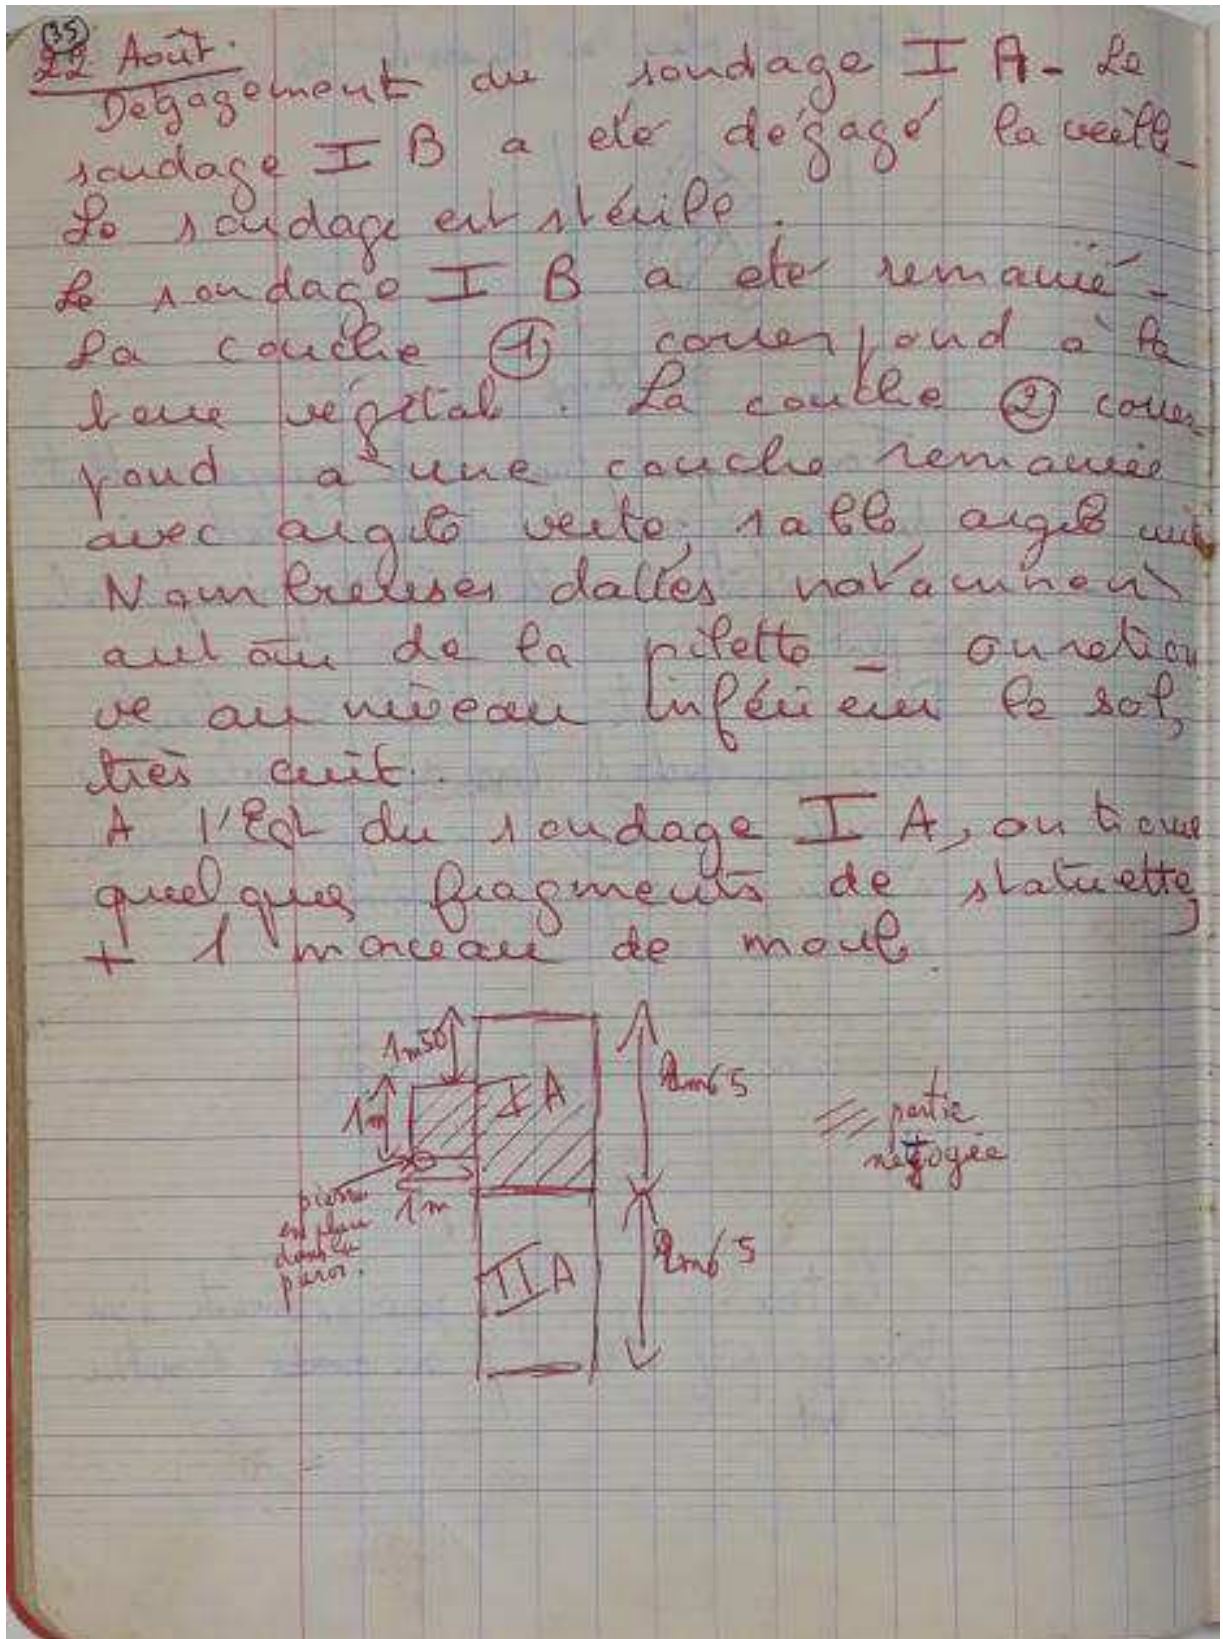 35
22 Août.
Dégagement du sondage I A - Le
sondage I B a été dégagé la veille -
Le sondage est stérile.
Le sondage I B a été remanié -
La couche ① correspond à la
terre végétal. La couche ② corres-
pond à une couche remaniée
avec argile verte, sable, argile cuite
Nombreuses dalles notamment
autour de la pilette - on retrou
ve au niveau inférieur le sol,
très cuit.
A l'Est du sondage I A, on trouve
quelques fragments de statuette,
+ 1 morceau de moule.
1m50
I A
2m65
1m
partie
1m
pierre
en place
dans la
paroi.
II A
2m65